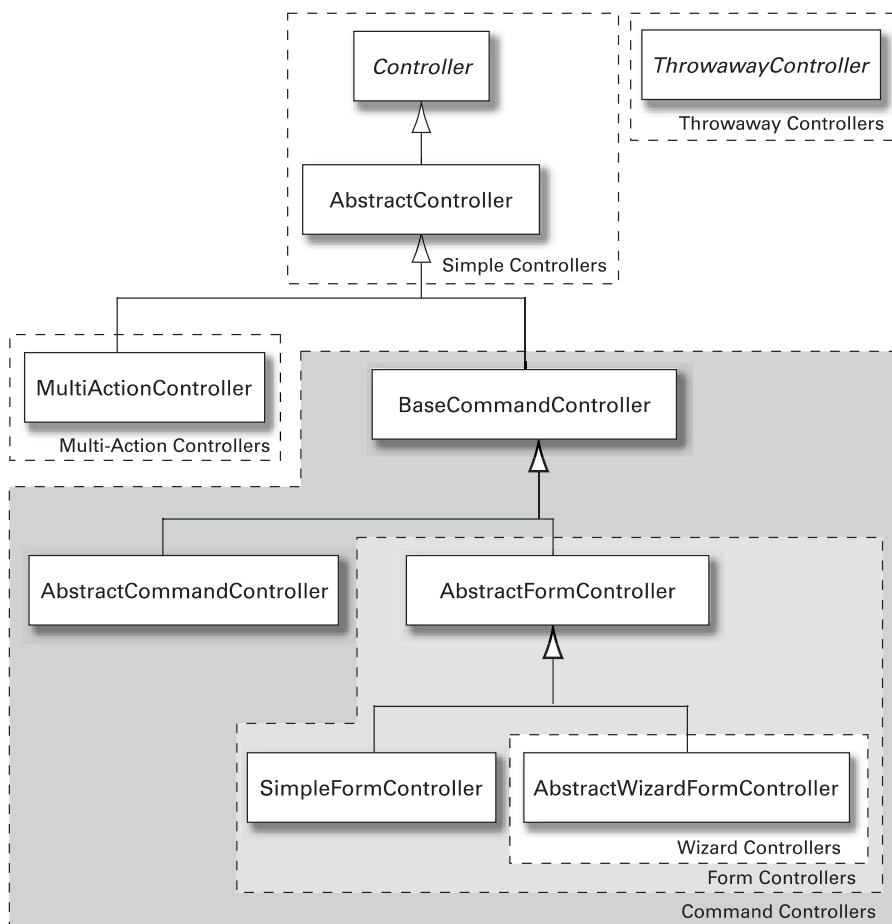 Controller
ThrowawayController
Throwaway Controllers
AbstractController
Simple Controllers
MultiActionController
Multi-Action Controllers
BaseCommandController
AbstractCommandController
AbstractFormController
SimpleFormController
AbstractWizardFormController
Wizard Controllers
Form Controllers
Command Controllers